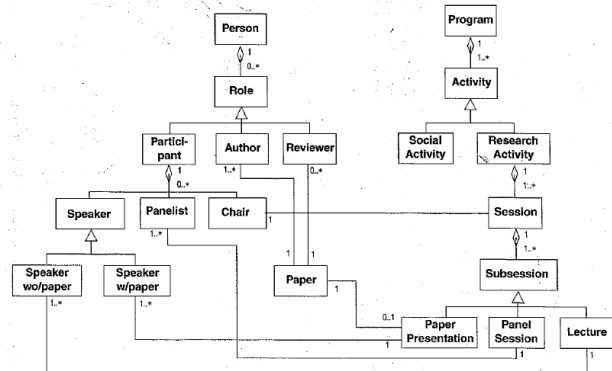 Person
Program
1
0..*
1
1..*
Role
Activity
Partici-
pant
Author
Reviewer
Social
Activity
Research
Activity
1
0..*
1..*
0..*
1
1..*
Speaker
Panelist
Chair
1
Session
1..*
1
1..*
Speaker
wo/paper
Speaker
w/paper
1
1
Paper
Subsession
1..*
1..*
1
0..1
1
Paper
Presentation
Panel
Session
Lecture
1
1